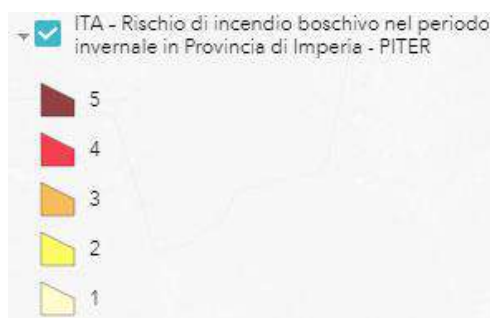 ITA - Rischio di incendio boschivo nel periodo
invernale in Provincia di Imperia - PITER
5
4
3
2
1